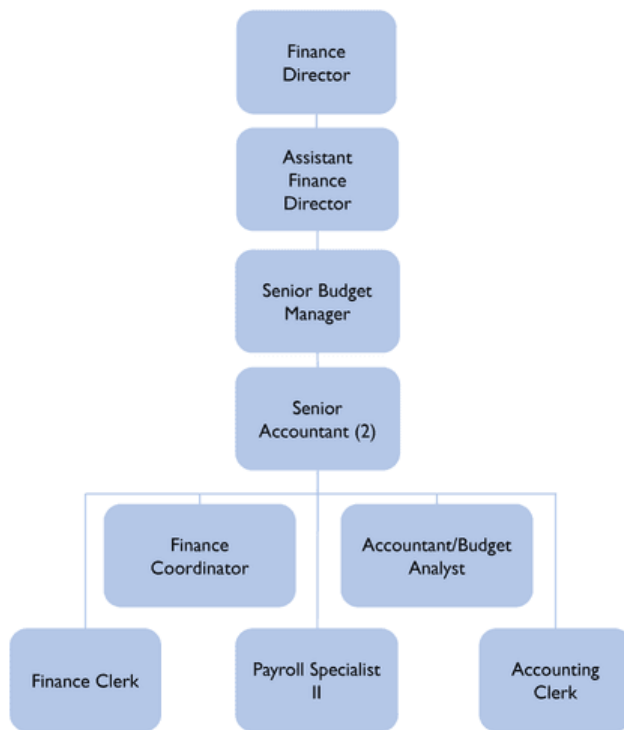 Finance
Director
Assistant
Finance
Director
Senior Budget
Manager
Senior
Accountant (2)
Finance
Coordinator
Accountant/Budget
Analyst
Finance Clerk
Payroll Specialist
II
Accounting
Clerk